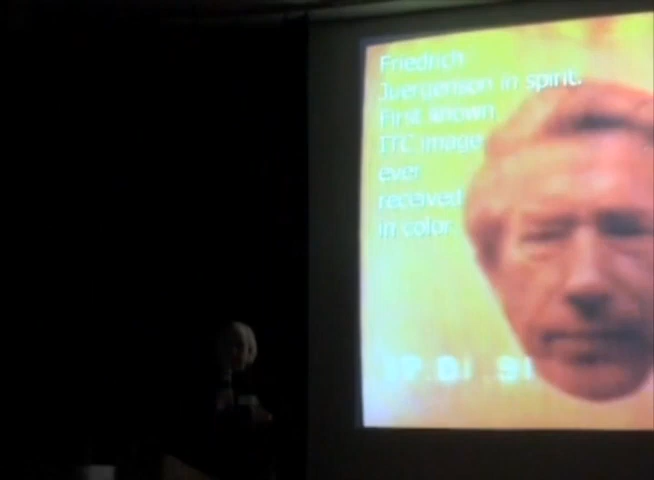 Friedrich
Juergenson in spirit.
First known
ITC image
ever
received
in color.